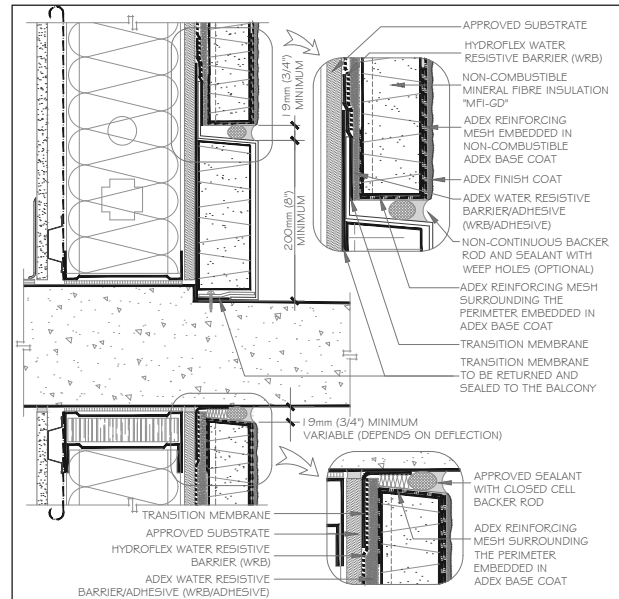 APPROVED SUBSTRATE
HYDROFLEX WATER
RESISTIVE BARRIER (WRB)
NON-COMBUSTIBLE
MINERAL FIBRE INSULATION
"MFI-GD"
ADEX REINFORCING
MESH EMBEDDED IN
NON-COMBUSTIBLE
ADEX BASE COAT
ADEX FINISH COAT
ADEX WATER RESISTIVE
BARRIER/ADHESIVE
(WRB/ADHESIVE)
NON-CONTINUOUS BACKER
ROD AND SEALANT WITH
WEEP HOLES (OPTIONAL)
ADEX REINFORCING MESH
SURROUNDING THE
PERIMETER EMBEDDED IN
ADEX BASE COAT
TRANSITION MEMBRANE
TRANSITION MEMBRANE
TO BE RETURNED AND
SEALED TO THE BALCONY
19mm (3/4")
MINIMUM
200mm (8")
MINIMUM
19mm (3/4") MINIMUM
VARIABLE (DEPENDS ON DEFLECTION)
APPROVED SEALANT
WITH CLOSED CELL
BACKER ROD
ADEX REINFORCING
MESH SURROUNDING
THE PERIMETER
EMBEDDED IN
ADEX BASE COAT
TRANSITION MEMBRANE
APPROVED SUBSTRATE
HYDROFLEX WATER RESISTIVE
BARRIER (WRB)
ADEX WATER RESISTIVE
BARRIER/ADHESIVE (WRB/ADHESIVE)